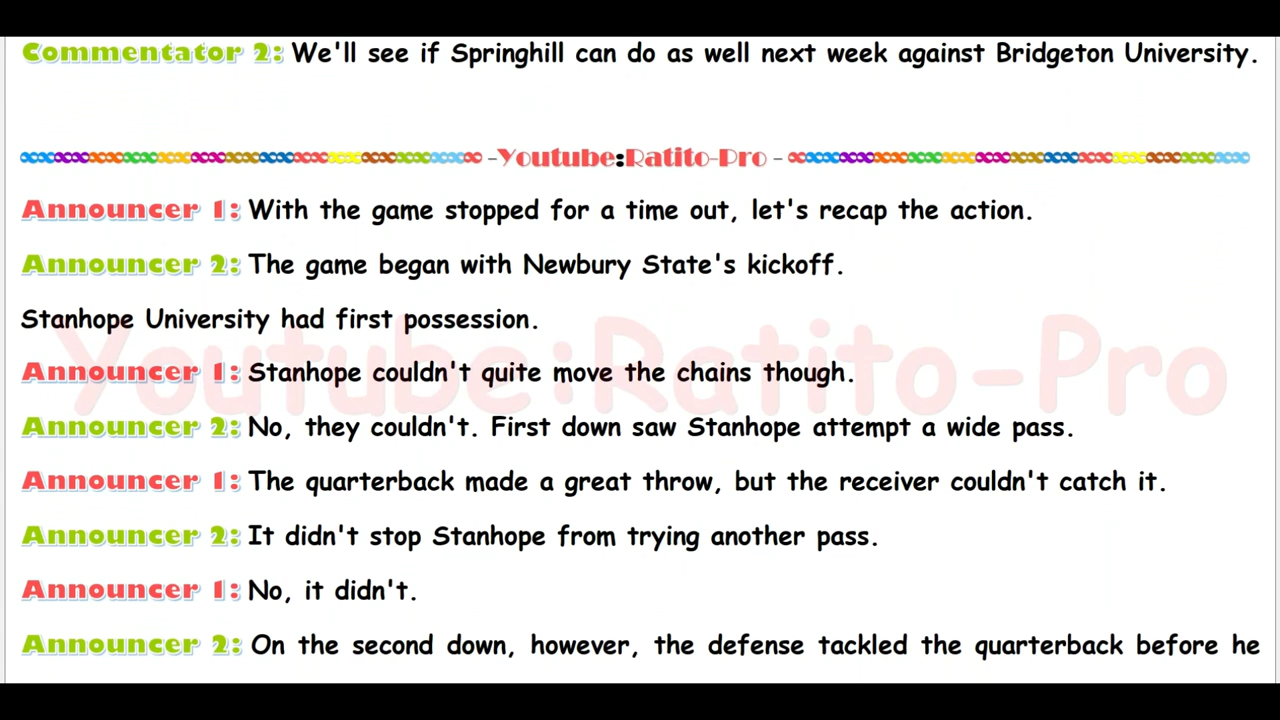 Commentator 2: We'll see if Springhill can do as well next week against Bridgeton University.
-Youtube:Ratito-Pro -
Announcer 1: With the game stopped for a time out, let's recap the action.
Announcer 2: The game began with Newbury State's kickoff.
Stanhope University had first possession.
Youtube:Ratito-Pro
Announcer 1: Stanhope couldn't quite move the chains though.
Announcer 2: No, they couldn't. First down saw Stanhope attempt a wide pass.
Announcer 1: The quarterback made a great throw, but the receiver couldn't catch it.
Announcer 2: It didn't stop Stanhope from trying another pass.
Announcer 1: No, it didn't.
Announcer 2: On the second down, however, the defense tackled the quarterback before he